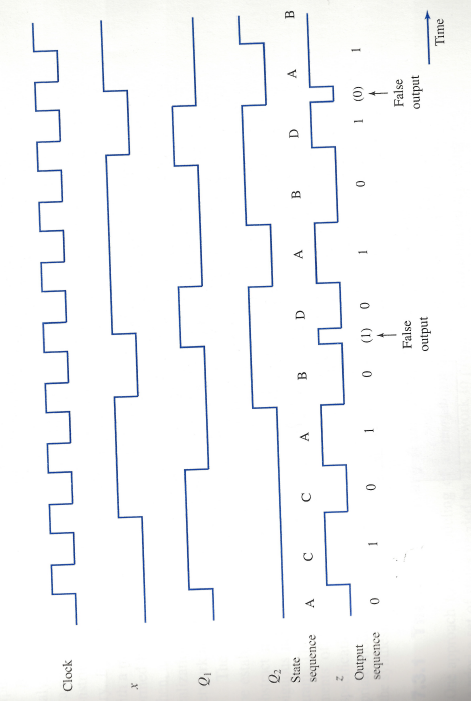 Clock
x
Q1
Q2
State sequence A C C A B D A B D A B
z
Output sequence 0 1 0 1 0 (1) 0 1 0 1 (0) 1
False output
False output
Time